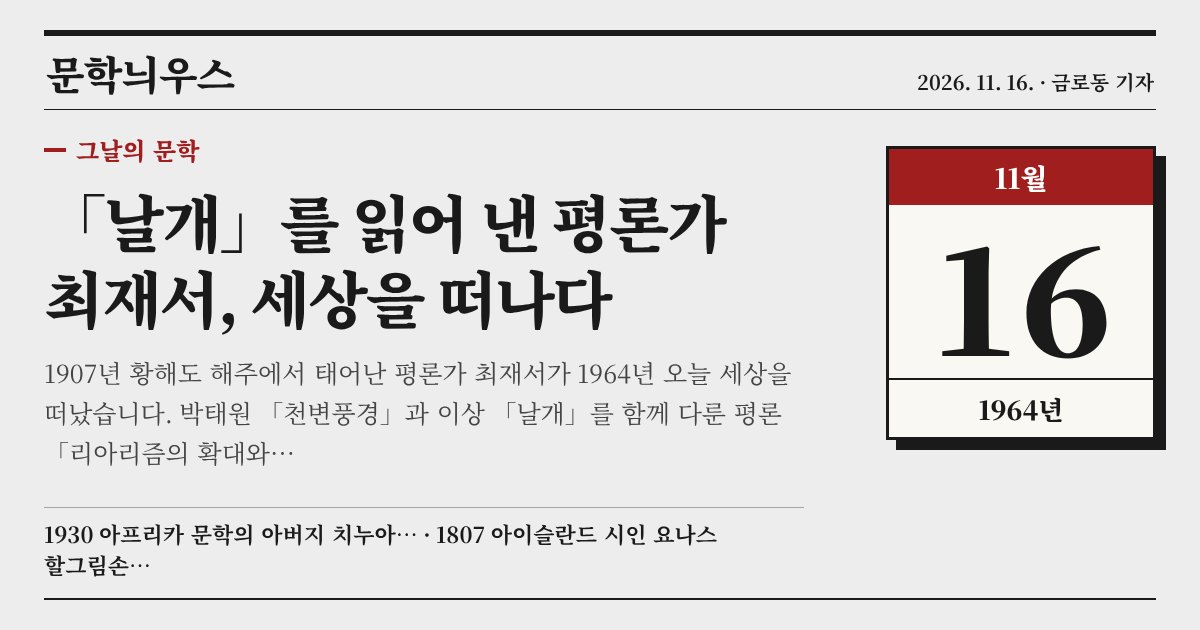 문학늬우스
2026. 11. 16. · 금로동 기자
그날의 문학
「날개」를 읽어 낸 평론가
최재서, 세상을 떠나다
1907년 황해도 해주에서 태어난 평론가 최재서가 1964년 오늘 세상을
떠났습니다. 박태원 「천변풍경」과 이상 「날개」를 함께 다룬 평론
「리아리즘의 확대와…
11월
16
1964년
1930 아프리카 문학의 아버지 치누아… · 1807 아이슬란드 시인 요나스
할그림손…